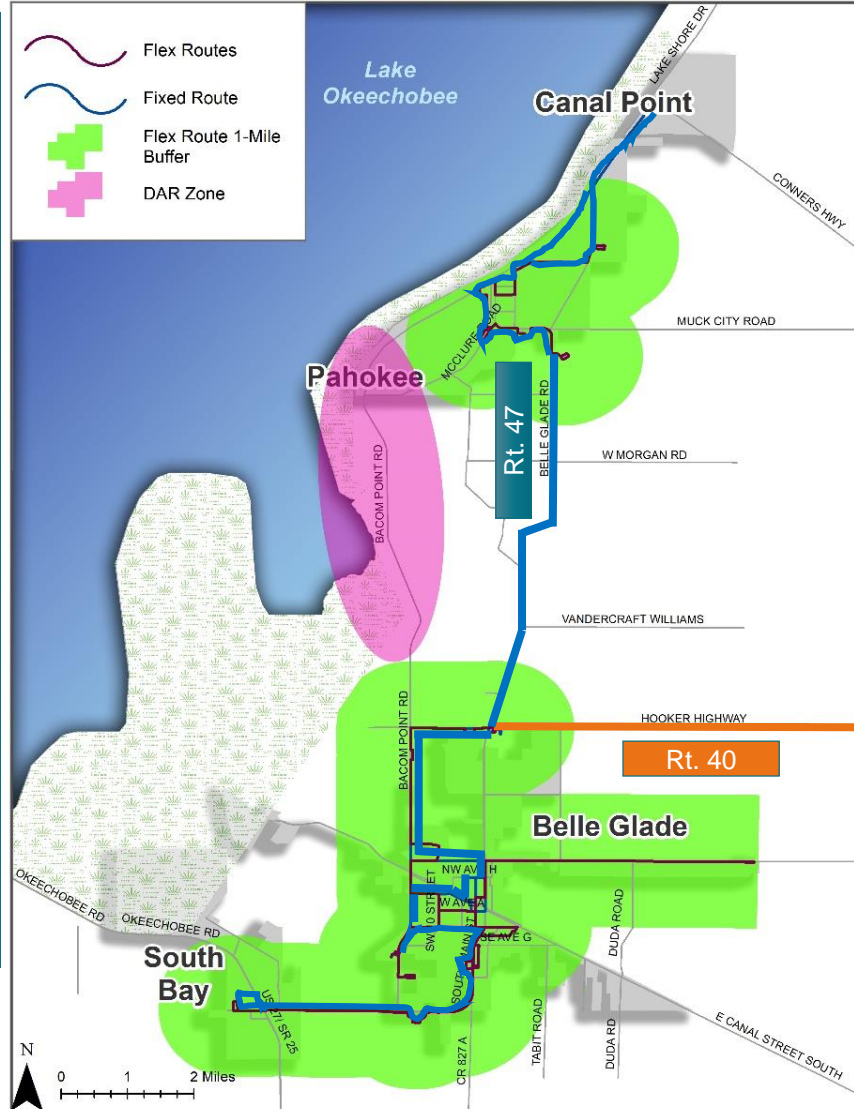 Flex Routes
Fixed Route
Flex Route 1-Mile
Buffer
DAR Zone
Lake
Okeechobee
LAKE SHORE DR
Canal Point
CONNERS HWY
MUCK CITY ROAD
MCCLURE ROAD
Pahokee
Rt. 47
BELLE GLADE RD
W MORGAN RD
BACOM POINT RD
VANDERCRAFT WILLIAMS
HOOKER HIGHWAY
BACOM POINT RD
Rt. 40
Belle Glade
NW AVE H
W AVE A
SW 10 STREET
SE AVE G
DUDA ROAD
OKEECHOBEE RD
OKEECHOBEE RD
South
Bay
US 27/ SR 25
CR 827 A
TABIT ROAD
DUDA RD
E CANAL STREET SOUTH
N
0 1 2 Miles